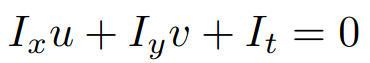 I_x u + I_y v + I_t = 0